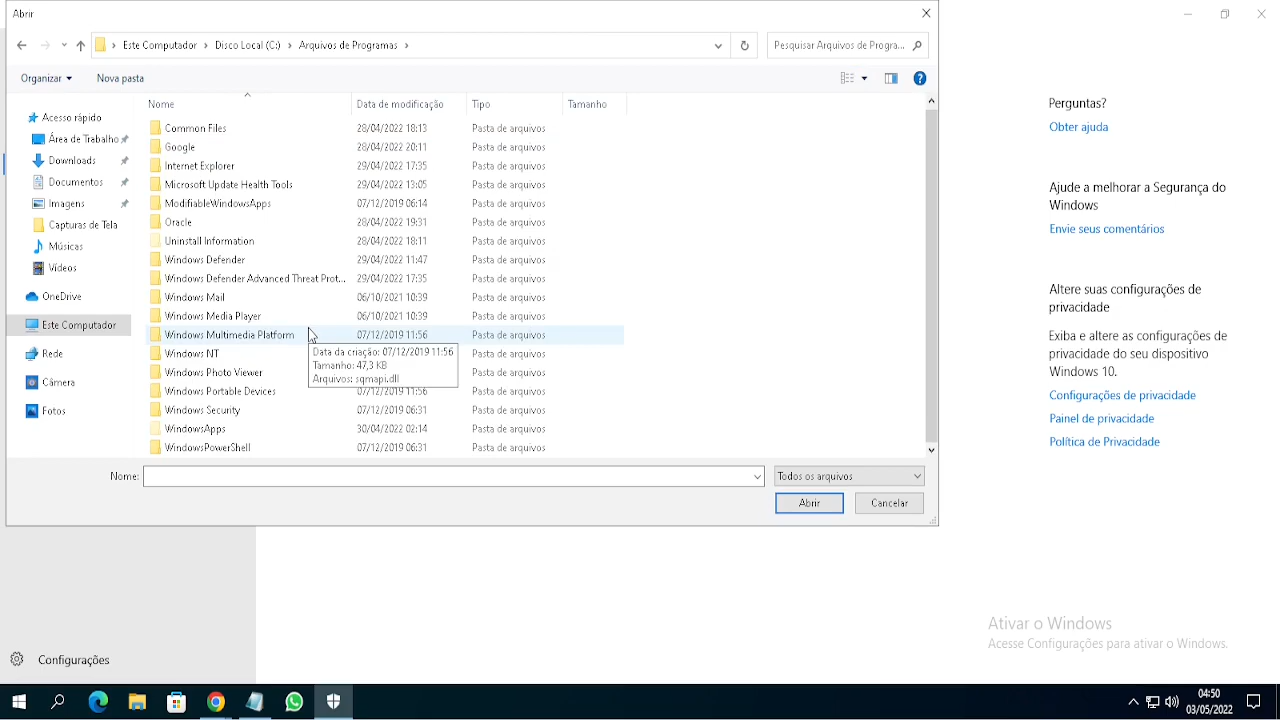 Abrir
Este Computador
Disco Local (C:)
Arquivos de Programas
Pesquisar Arquivos de Progra...
Organizar
Nova pasta
Acesso rápido
Área de Trabalho
Downloads
Documentos
Imagens
Capturas de Tela
Músicas
Vídeos
OneDrive
Este Computador
Rede
Câmera
Fotos
Nome Data de modificação Tipo Tamanho
Common Files 28/04/2022 18:13 Pasta de arquivos
Google 28/04/2022 20:11 Pasta de arquivos
Internet Explorer 29/04/2022 17:35 Pasta de arquivos
Microsoft Update Health Tools 29/04/2022 13:05 Pasta de arquivos
ModifiableWindowsApps 07/12/2019 06:14 Pasta de arquivos
Oracle 28/04/2022 19:31 Pasta de arquivos
Uninstall Information 28/04/2022 18:11 Pasta de arquivos
Windows Defender 29/04/2022 11:47 Pasta de arquivos
Windows Defender Advanced Threat Prot... 29/04/2022 17:35 Pasta de arquivos
Windows Mail 06/10/2021 10:39 Pasta de arquivos
Windows Media Player 06/10/2021 10:39 Pasta de arquivos
Windows Multimedia Platform 07/12/2019 11:56 Pasta de arquivos
Windows NT Pasta de arquivos
Windows Photo Viewer Pasta de arquivos
Windows Portable Devices 07/12/2019 11:56 Pasta de arquivos
Windows Security 07/12/2019 06:31 Pasta de arquivos
WindowsApps 30/04/2022 02:14 Pasta de arquivos
WindowsPowerShell 07/12/2019 06:31 Pasta de arquivos
Data da criação: 07/12/2019 11:56
Tamanho: 47,3 KB
Arquivos: sqmapi.dll
Nome:
Todos os arquivos
Abrir
Cancelar
Perguntas?
Obter ajuda
Ajude a melhorar a Segurança do
Windows
Envie seus comentários
Altere suas configurações de
privacidade
Exiba e altere as configurações de
privacidade do seu dispositivo
Windows 10.
Configurações de privacidade
Painel de privacidade
Política de Privacidade
Ativar o Windows
Acesse Configurações para ativar o Windows.
Configurações
04:50
03/05/2022